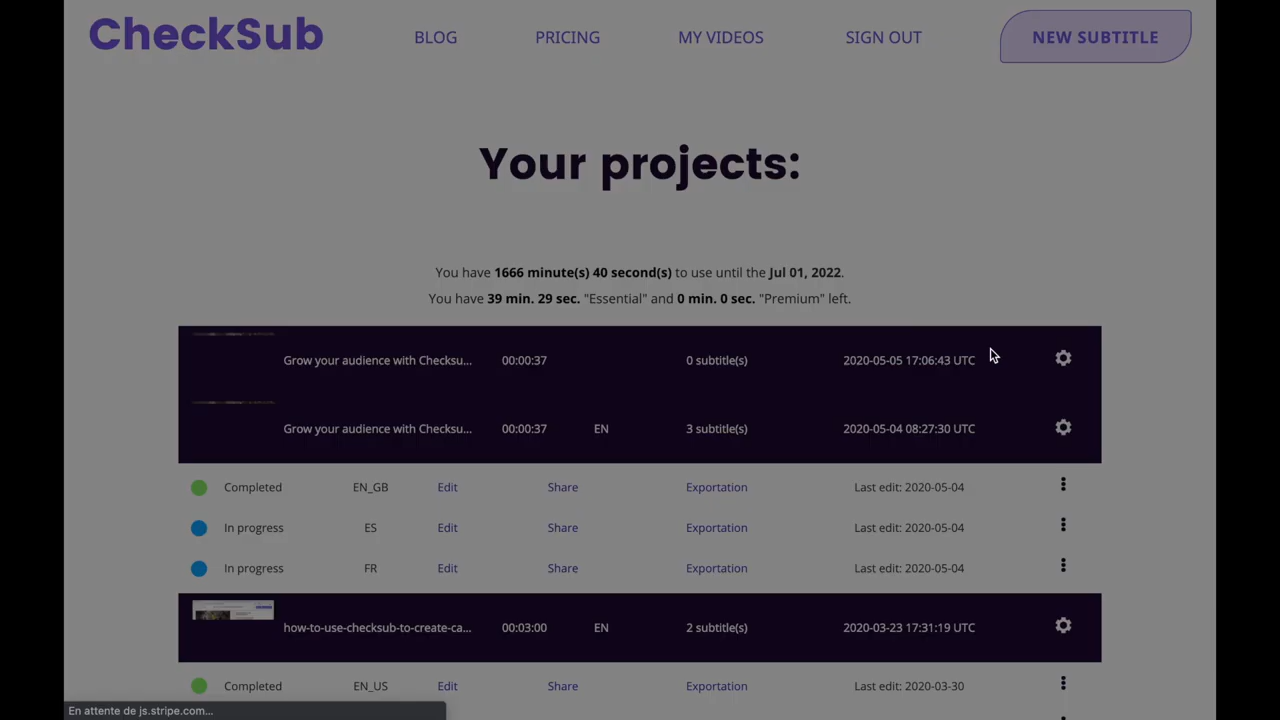 CheckSub BLOG PRICING MY VIDEOS SIGN OUT NEW SUBTITLE
Your projects:
You have 1666 minute(s) 40 second(s) to use until the Jul 01, 2022.
You have 39 min. 29 sec. "Essential" and 0 min. 0 sec. "Premium" left.
Grow your audience with Checksu... 00:00:37 0 subtitle(s) 2020-05-05 17:06:43 UTC
Grow your audience with Checksu... 00:00:37 EN 3 subtitle(s) 2020-05-04 08:27:30 UTC
Completed EN_GB Edit Share Exportation Last edit: 2020-05-04
In progress ES Edit Share Exportation Last edit: 2020-05-04
In progress FR Edit Share Exportation Last edit: 2020-05-04
how-to-use-checksub-to-create-ca... 00:03:00 EN 2 subtitle(s) 2020-03-23 17:31:19 UTC
Completed EN_US Edit Share Exportation Last edit: 2020-03-30
En attente de js.stripe.com...